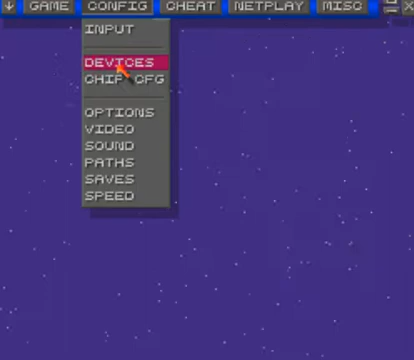 GAME CONFIG CHEAT NETPLAY MISC
INPUT
DEVICES
CHIP CFG
OPTIONS
VIDEO
SOUND
PATHS
SAVES
SPEED